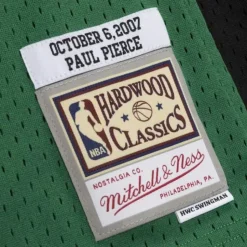 OCTOBER 6, 2007
PAUL PIERCE
HARDWOOD
NBA
CLASSICS
NOSTALGIA CO.
Mitchell & Ness
PHILADELPHIA, PA.
HWC SWINGMAN